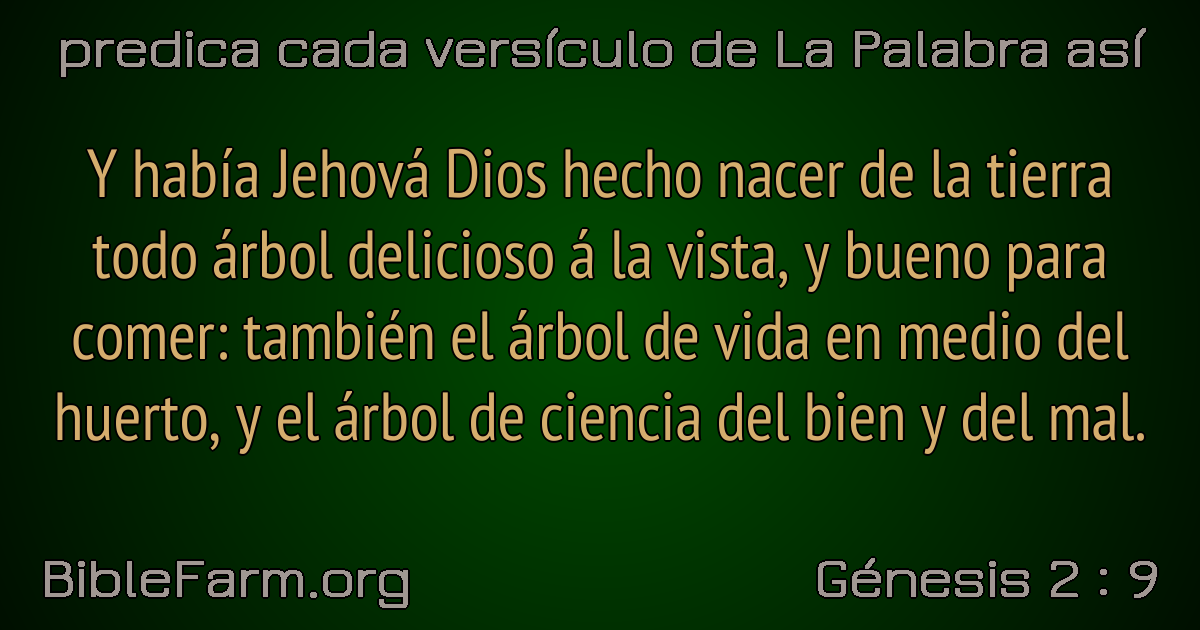 predica cada versículo de La Palabra así
Y había Jehová Dios hecho nacer de la tierra
todo árbol delicioso á la vista, y bueno para
comer: también el árbol de vida en medio del
huerto, y el árbol de ciencia del bien y del mal.
BibleFarm.org
Génesis 2 : 9